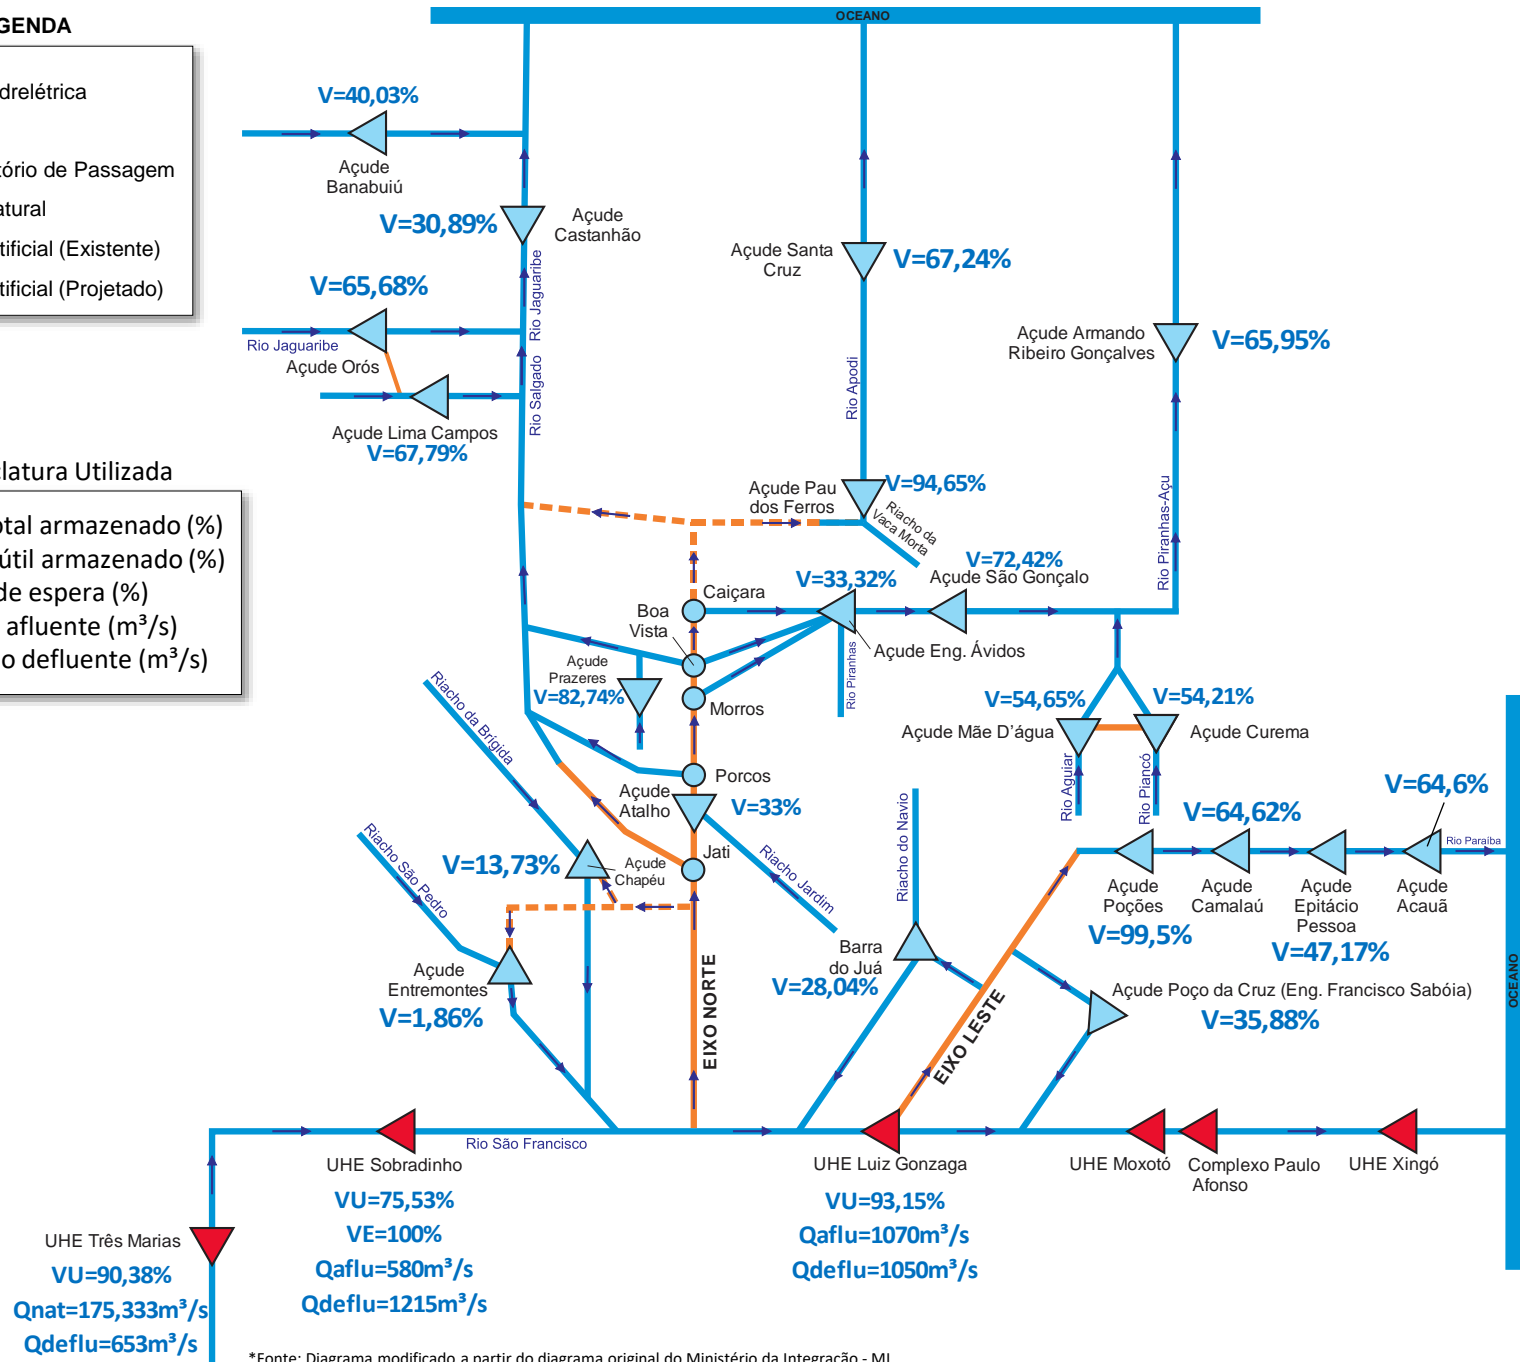 OCEANO
GENDA
drelétrica
tório de Passagem
atural
tificial (Existente)
tificial (Projetado)
V=40,03%
Açude
Banabuiú
V=30,89%
Açude
Castanhão
Rio Jaguaribe
V=65,68%
Rio Jaguaribe
Açude Orós
Rio Salgado
Açude Lima Campos
V=67,79%
Açude Santa
Cruz
V=67,24%
Rio Apodi
Açude Armando
Ribeiro Gonçalves
V=65,95%
Rio Piranhas-Açu
clatura Utilizada
otal armazenado (%)
útil armazenado (%)
de espera (%)
afluente (m³/s)
o defluente (m³/s)
Açude Pau
dos Ferros
V=94,65%
Riacho da
Vaca Morta
V=72,42%
Açude São Gonçalo
V=33,32%
Caiçara
Boa
Vista
Açude Eng. Ávidos
Rio Piranhas
Açude
Prazeres
V=82,74%
Morros
Riacho da Brígida
V=54,65%
V=54,21%
Açude Mãe D'água
Açude Curema
Rio Aguiar
Rio Piancó
Porcos
Açude
Atalho
V=33%
Jati
Riacho Jardim
Riacho do Navio
V=64,6%
V=64,62%
Rio Paraiba
Riacho São Pedro
V=13,73%
Açude
Chapéu
Açude
Poções
V=99,5%
Açude
Camalaú
Açude
Epitácio
Pessoa
V=47,17%
Açude
Acauã
Barra
do Juá
V=28,04%
Açude
Entremontes
V=1,86%
EIXO NORTE
EIXO LESTE
Açude Poço da Cruz (Eng. Francisco Sabóia)
V=35,88%
OCEANO
Rio São Francisco
UHE Sobradinho
VU=75,53%
VE=100%
Qaflu=580m³/s
Qdeflu=1215m³/s
UHE Luiz Gonzaga
VU=93,15%
Qaflu=1070m³/s
Qdeflu=1050m³/s
UHE Moxotó
Complexo Paulo
Afonso
UHE Xingó
UHE Três Marias
VU=90,38%
Qnat=175,333m³/s
Qdeflu=653m³/s
*Fonte: Diagrama modificado a partir do diagrama original do Ministério da Integração - MI